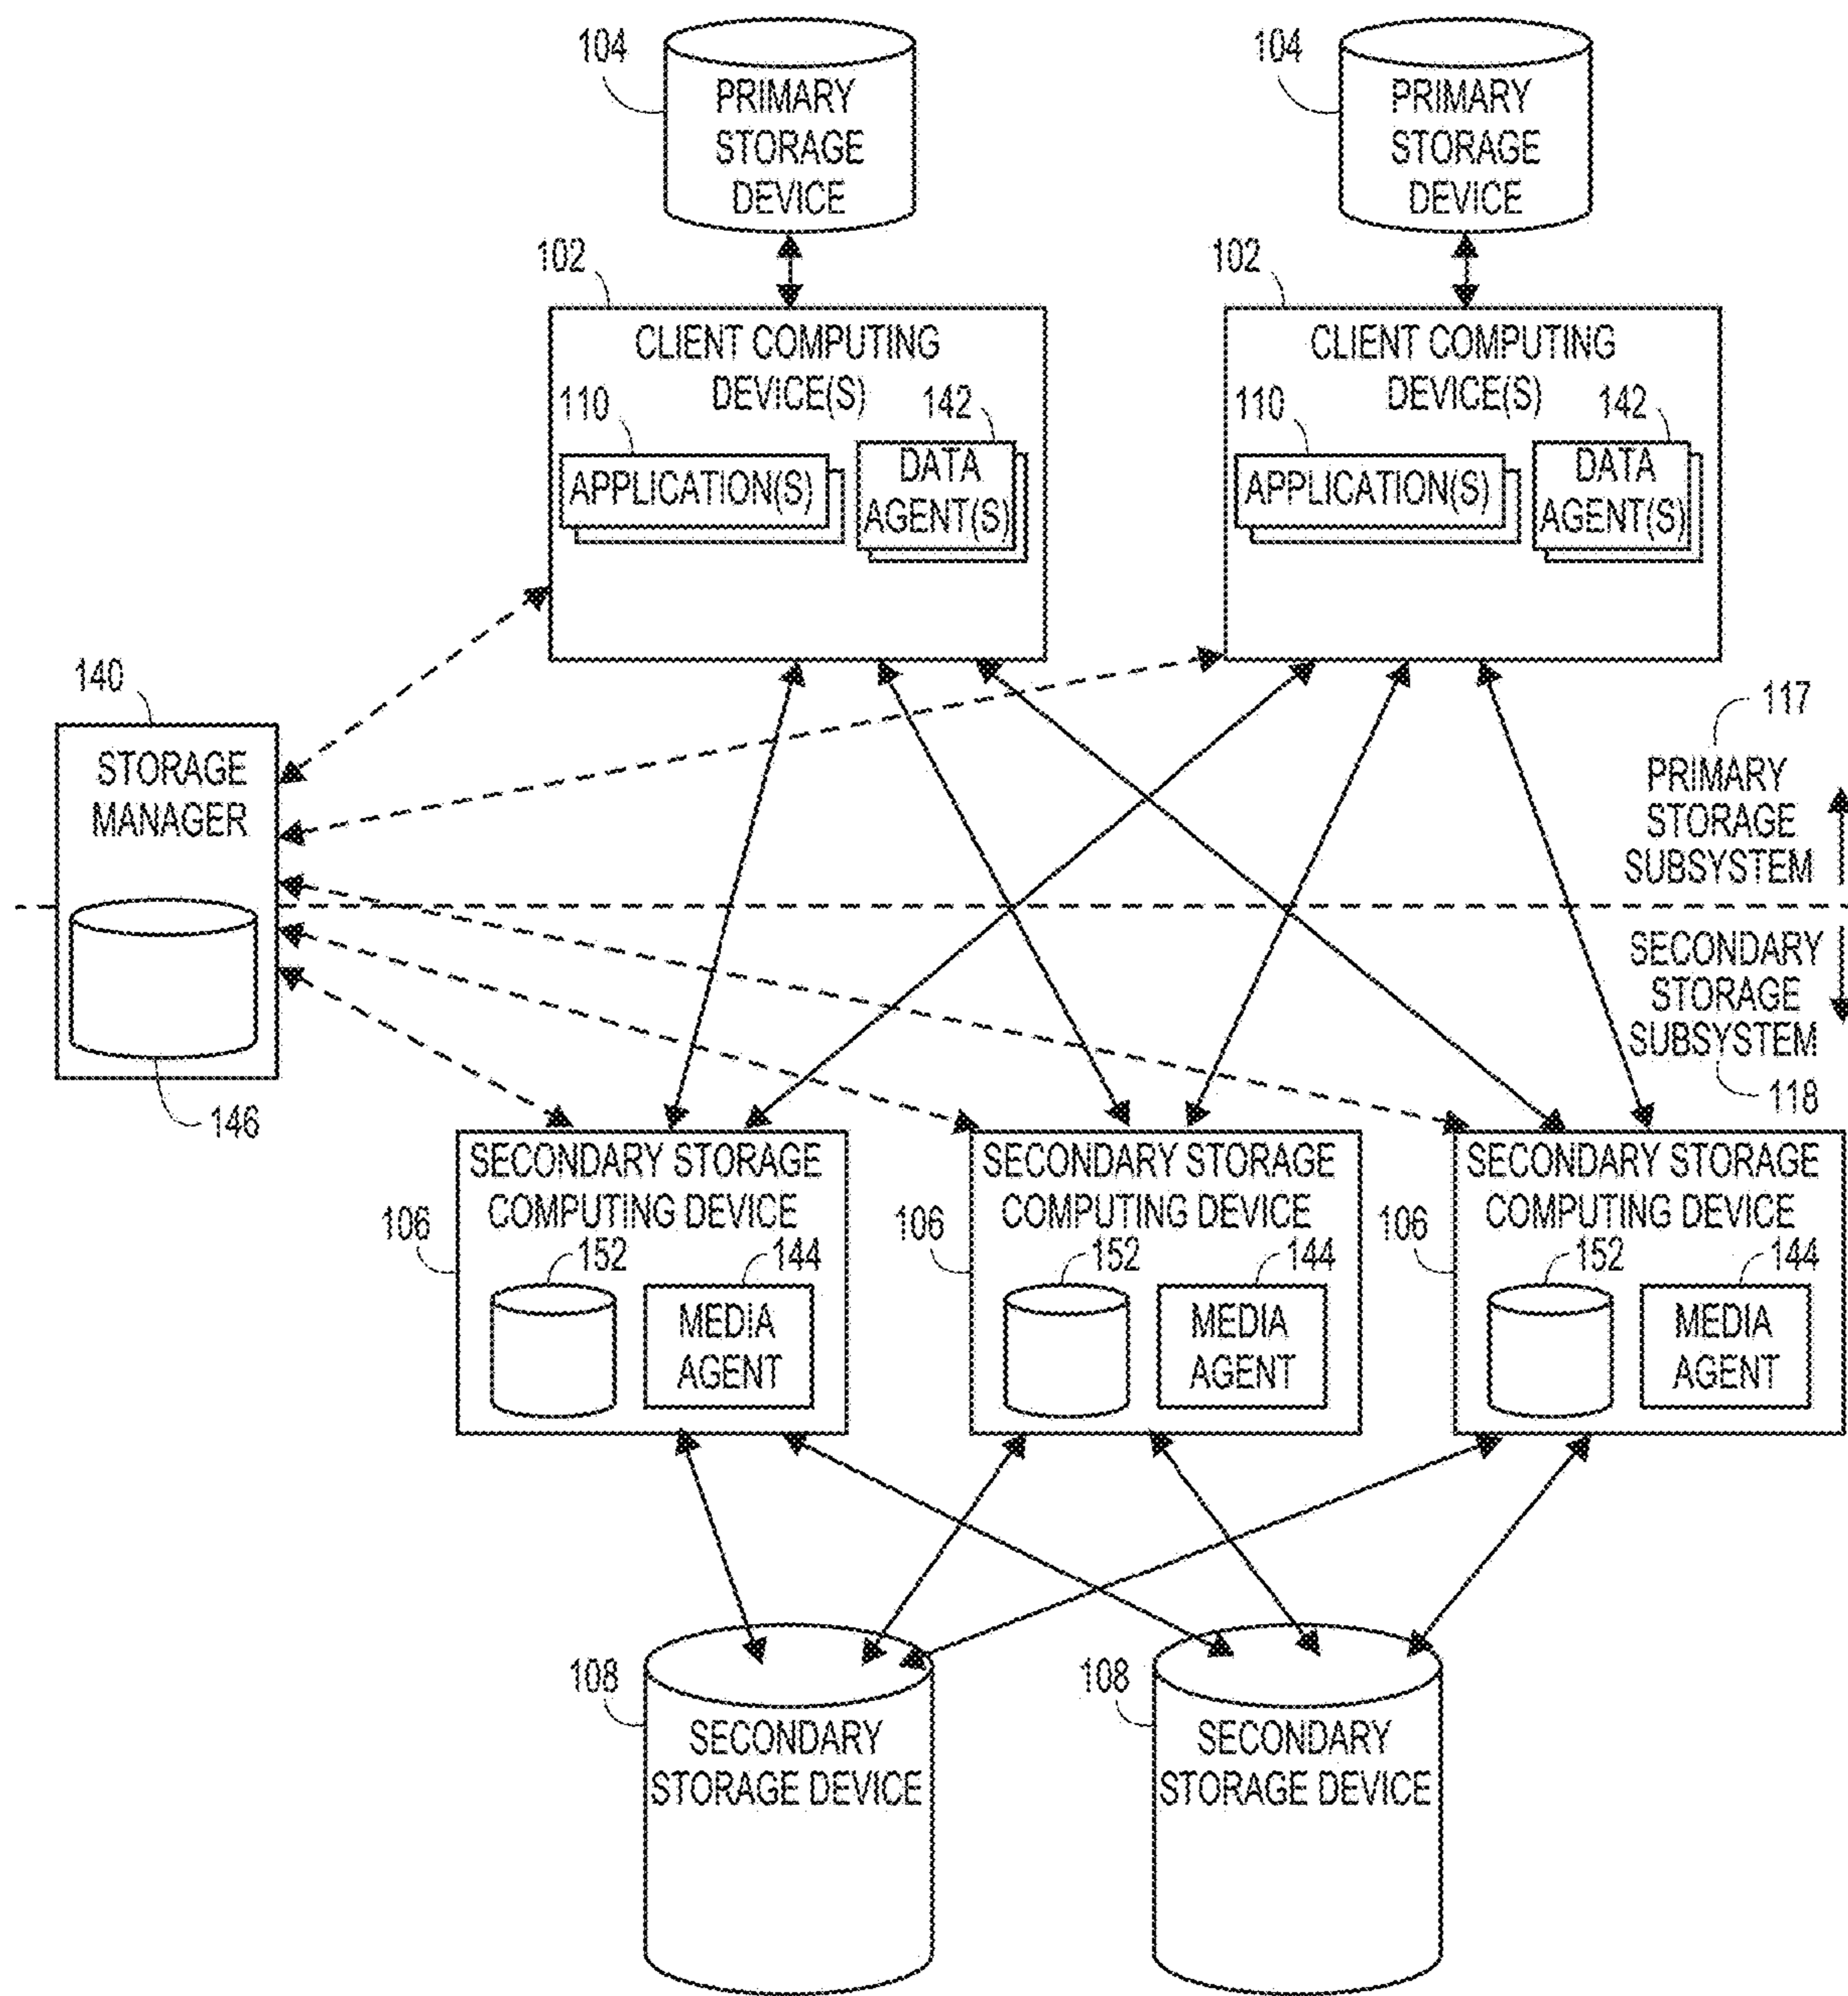 104
PRIMARY
STORAGE
DEVICE
104
PRIMARY
STORAGE
DEVICE
102
CLIENT COMPUTING
DEVICE(S)
110
142
APPLICATION(S)
DATA
AGENT(S)
102
CLIENT COMPUTING
DEVICE(S)
110
142
APPLICATION(S)
DATA
AGENT(S)
140
STORAGE
MANAGER
146
117
PRIMARY
STORAGE
SUBSYSTEM
SECONDARY
STORAGE
SUBSYSTEM
118
SECONDARY STORAGE
COMPUTING DEVICE
106
152
144
MEDIA
AGENT
SECONDARY STORAGE
COMPUTING DEVICE
106
152
144
MEDIA
AGENT
SECONDARY STORAGE
COMPUTING DEVICE
106
152
144
MEDIA
AGENT
108
SECONDARY
STORAGE DEVICE
108
SECONDARY
STORAGE DEVICE